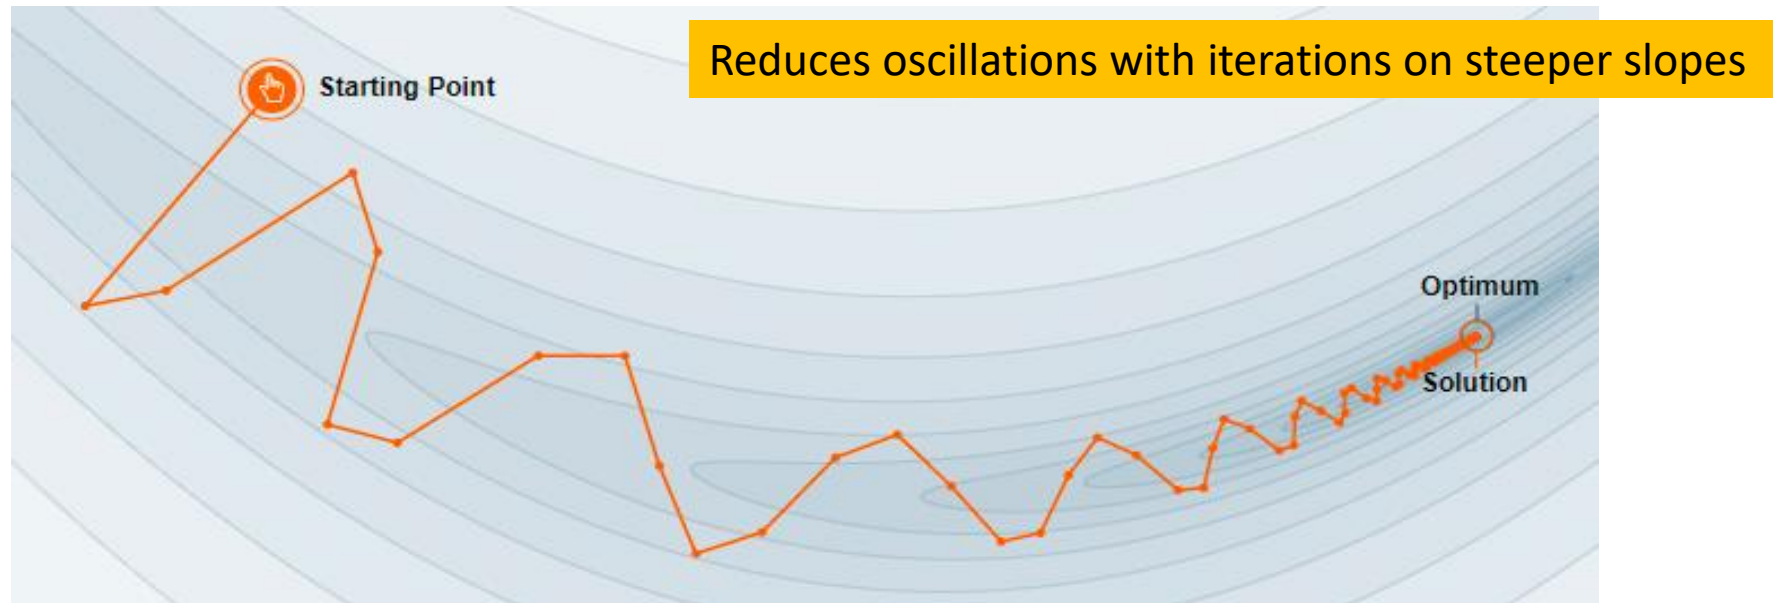 Reduces oscillations with iterations on steeper slopes
Starting Point
Optimum
Solution